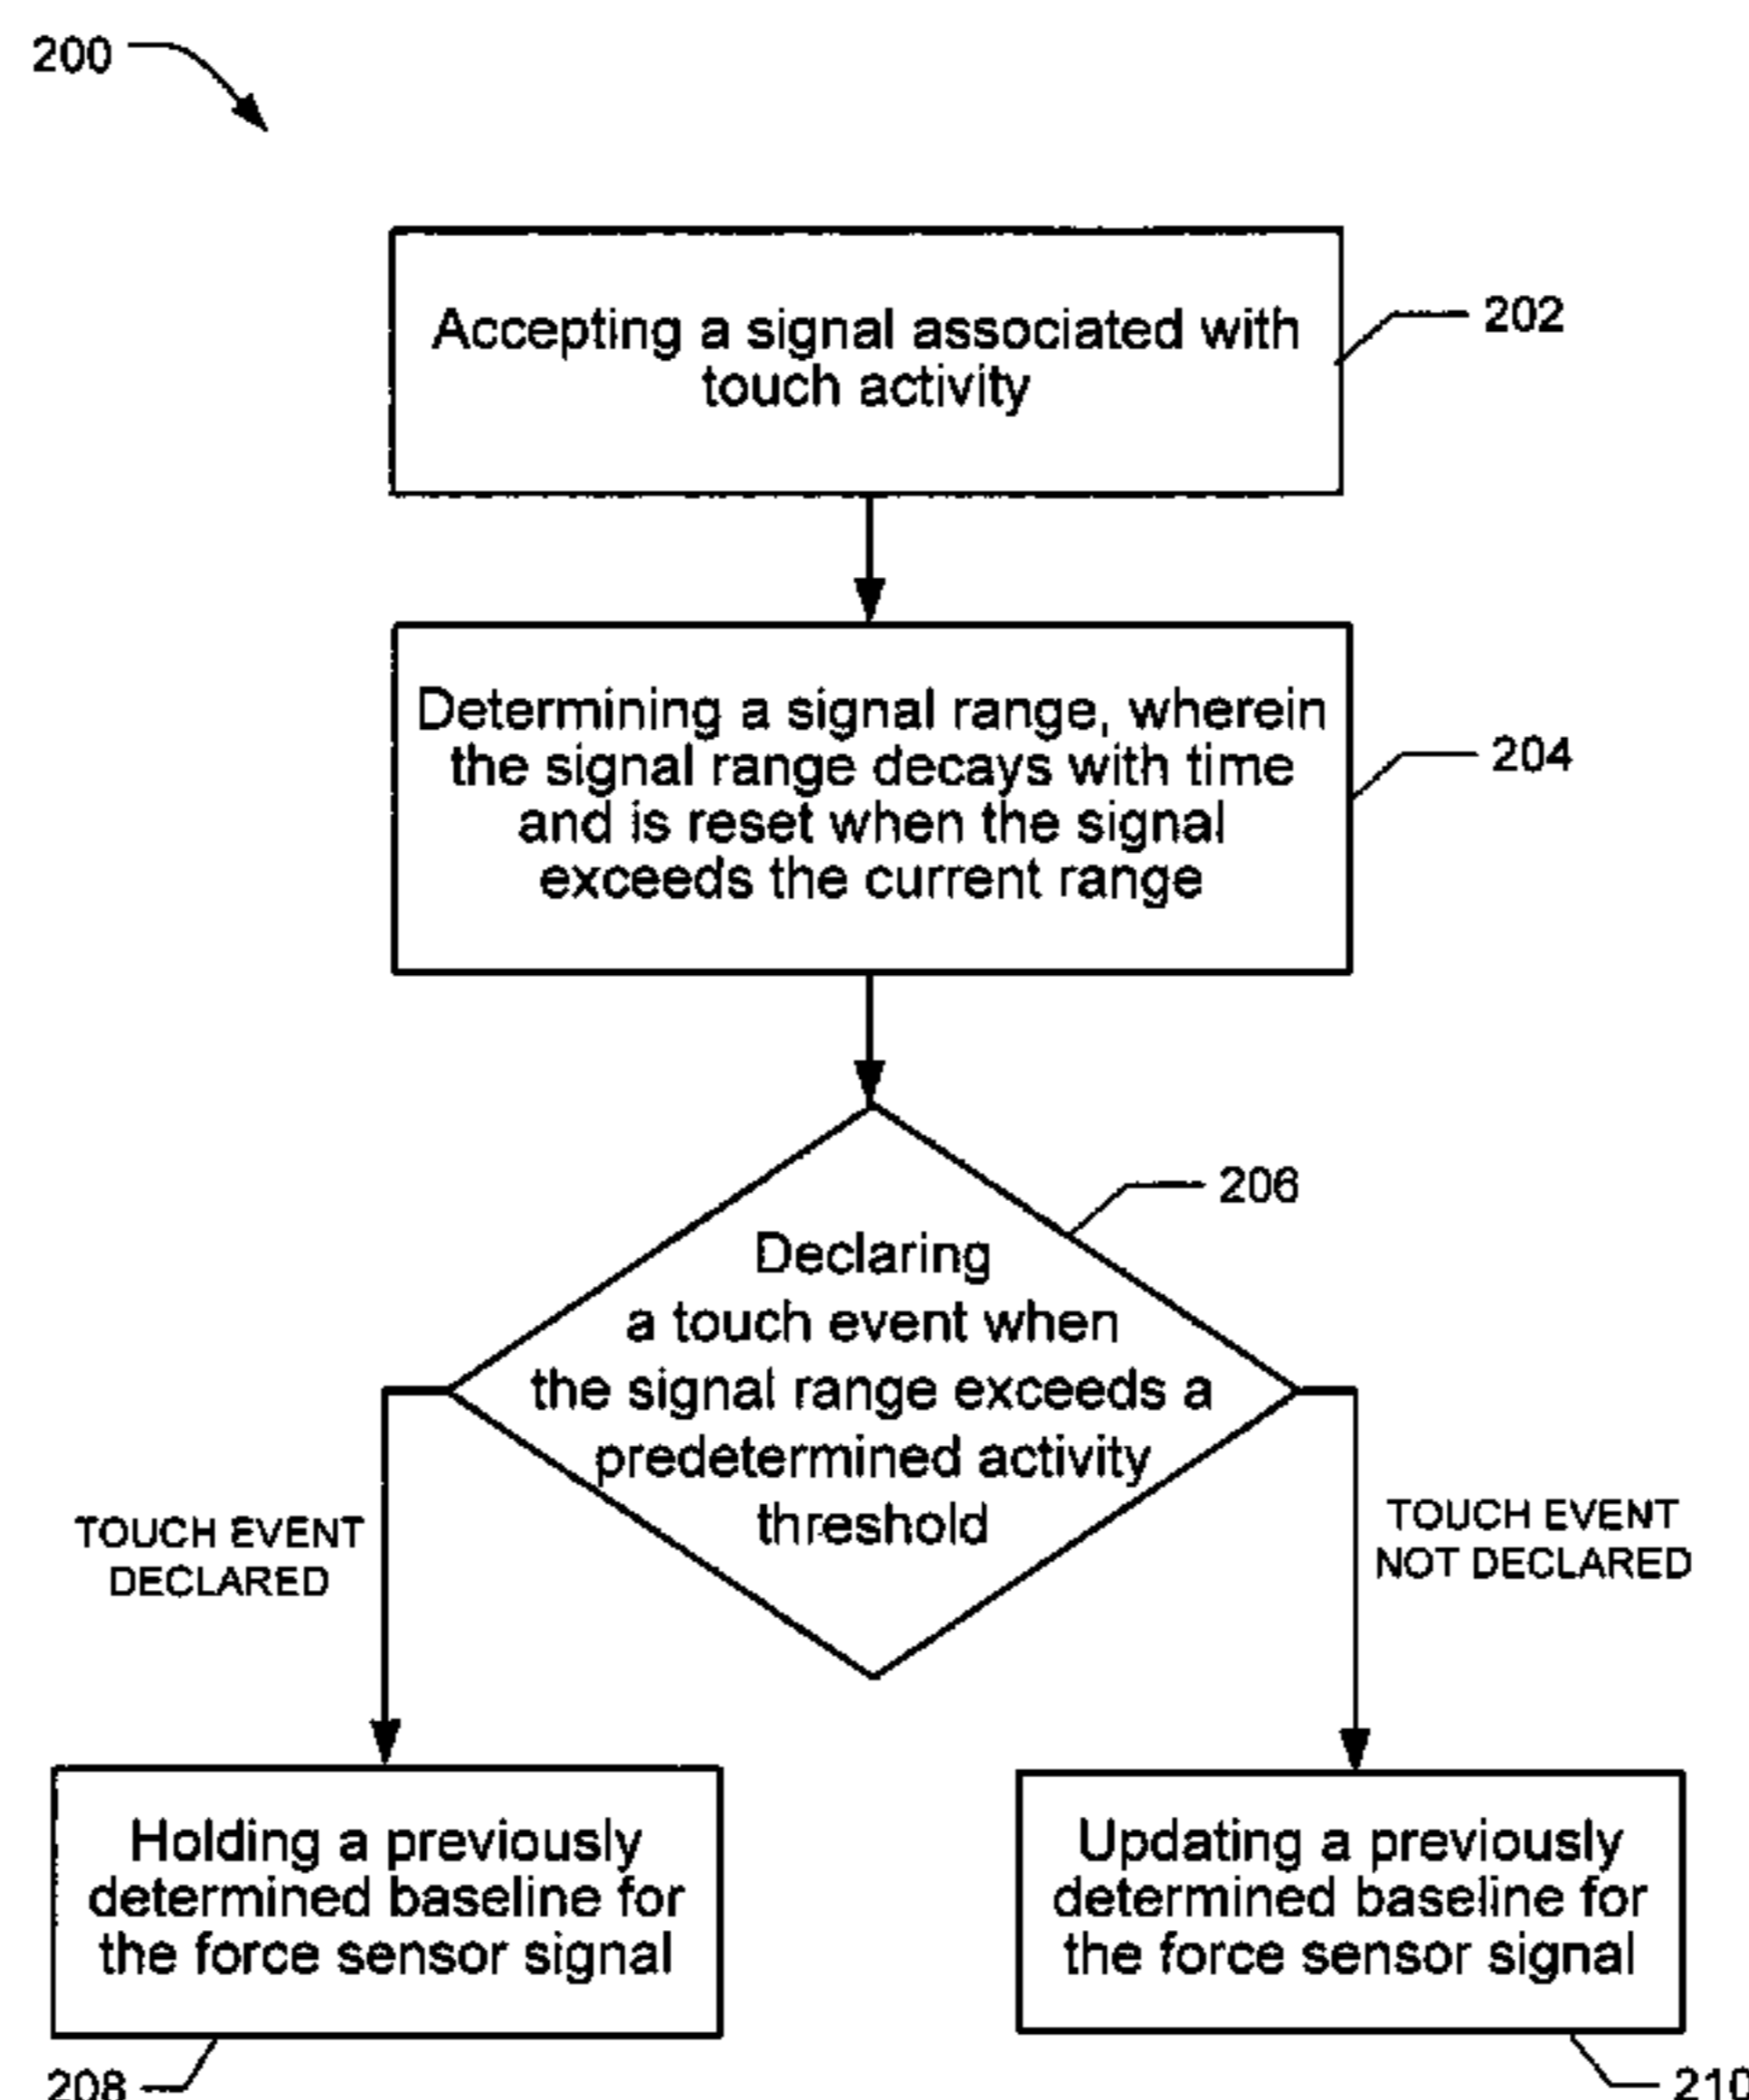 200
Accepting a signal associated with
touch activity
202
Determining a signal range, wherein
the signal range decays with time
and is reset when the signal
exceeds the current range
204
206
Declaring
a touch event when
the signal range exceeds a
predetermined activity
threshold
TOUCH EVENT
DECLARED
TOUCH EVENT
NOT DECLARED
Holding a previously
determined baseline for
the force sensor signal
Updating a previously
determined baseline for
the force sensor signal
208
210